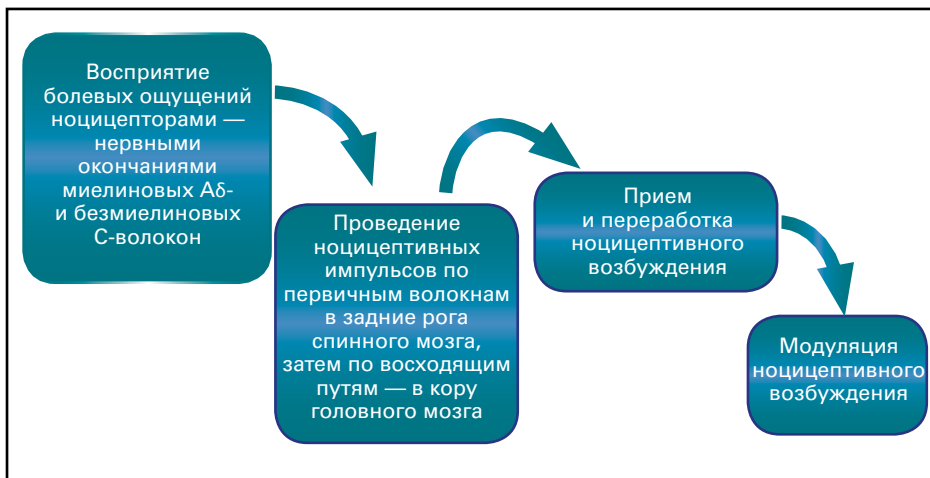 Восприятие
болевых ощущений
ноцицепторами —
нервными
окончаниями
миелиновых Аδ-
и безмиелиновых
С-волокон
Проведение
ноцицептивных
импульсов по
первичным волокнам
в задние рога
спинного мозга,
затем по восходящим
путям — в кору
головного мозга
Прием
и переработка
ноцицептивного
возбуждения
Модуляция
ноцицептивного
возбуждения